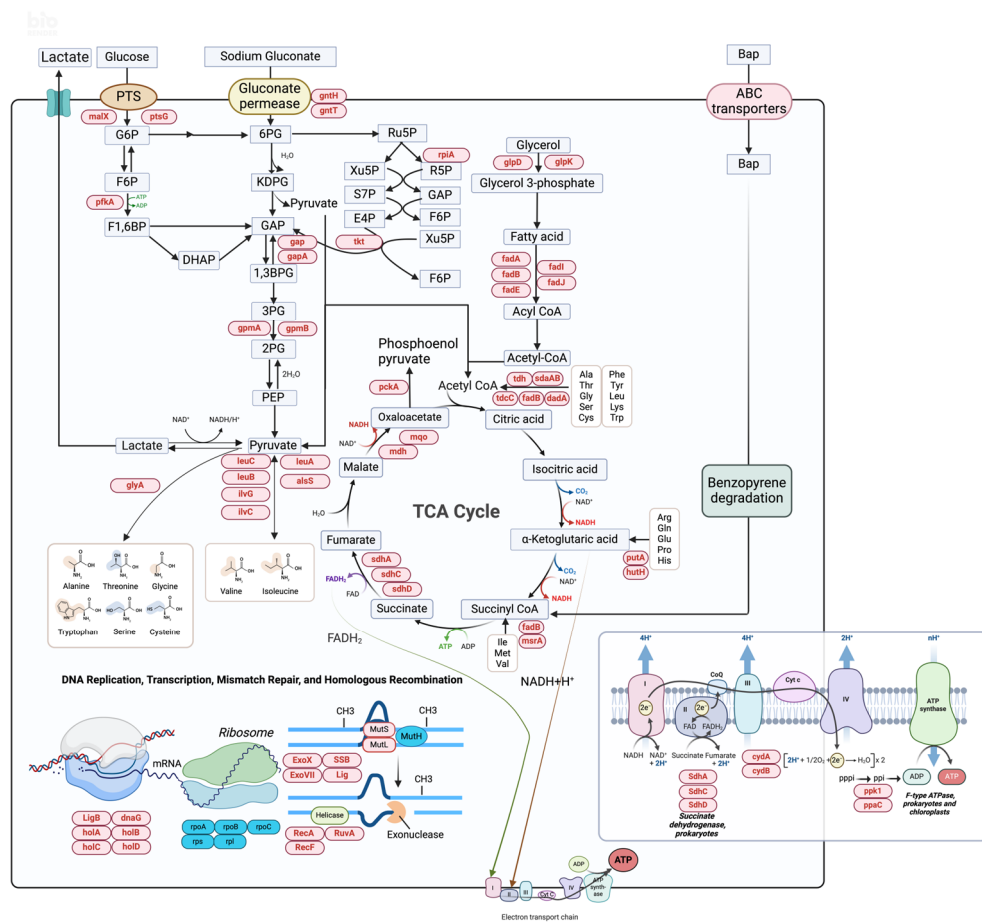 bio
Lactate
Glucose
Sodium Gluconate
Bap
PTS
Gluconate
permease
gntH
gntT
ABC
transporters
malX
ptsG
G6P
6PG
Ru5P
Bap
H₂O
rpiA
Glycerol
glpD
glpK
F6P
KDPG
Xu5P
R5P
Glycerol 3-phosphate
pfkA
ATP
ADP
Pyruvate
S7P
GAP
F1,6BP
GAP
E4P
F6P
Fatty acid
DHAP
gap
gapA
tkt
Xu5P
fadA
fadB
fadE
fadI
fadJ
1,3BPG
F6P
3PG
Acyl CoA
gpmA
gpmB
2PG
Phosphoenol
pyruvate
Acetyl-CoA
2H₂O
PEP
pckA
Acetyl CoA
tdh
sdaAB
tdcC
fadB
dadA
Ala
Thr
Gly
Ser
Cys
Phe
Tyr
Leu
Lys
Trp
NAD⁺
NADH/H⁺
Oxaloacetate
Citric acid
NADH
NAD⁺
mqo
mdh
Lactate
Pyruvate
Malate
Isocitric acid
leuC
leuA
leuB
alsS
ilvG
ilvC
glyA
Benzopyrene
degradation
CO₂
NAD⁺
NADH
H₂O
TCA Cycle
Fumarate
α-Ketoglutaric acid
Arg
Gln
Glu
Pro
His
putA
hutH
sdhA
sdhC
sdhD
FADH₂
FAD
CO₂
NAD⁺
NADH
Alanine
Threonine
Glycine
Tryptophan
Serine
Cysteine
Valine
Isoleucine
Succinate
Succinyl CoA
ATP
ADP
fadB
msrA
Ile
Met
Val
FADH₂
NADH+H⁺
DNA Replication, Transcription, Mismatch Repair, and Homologous Recombination
CH3
CH3
MutS
MutL
MutH
Ribosome
mRNA
ExoX
SSB
ExoVII
Lig
CH3
Helicase
Exonuclease
LigB
dnaG
holA
holB
holC
holD
rpoA
rpoB
rpoC
rps
rpl
RecA
RuvA
RecF
4H⁺
4H⁺
2H⁺
nH⁺
CoQ
Cyt c
I
2e⁻
II
2e⁻
III
IV
ATP
synthase
FAD
FADH₂
NADH
NAD⁺
+ 2H⁺
Succinate
Fumarate
+ 2H⁺
cydA
cydB
2H⁺ + 1/2O₂ + 2e⁻ → H₂O x 2
pppi
ppi
ADP
ATP
ppk1
ppaC
SdhA
SdhC
SdhD
Succinate
dehydrogenase,
prokaryotes
F-type ATPase,
prokaryotes and
chloroplasts
ADP
ATP
I
II
III
Cyt C
IV
ATP
synth-
ase
Electron transport chain